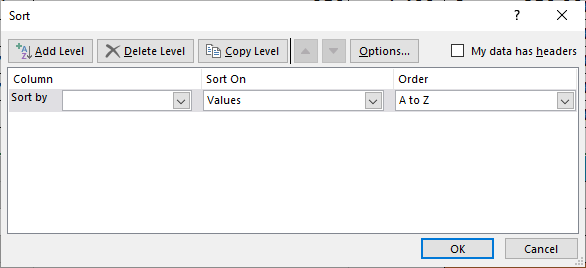 Sort ? ×
Add Level Delete Level Copy Level Options... My data has headers
Column Sort On Order
Sort by Values A to Z
OK Cancel